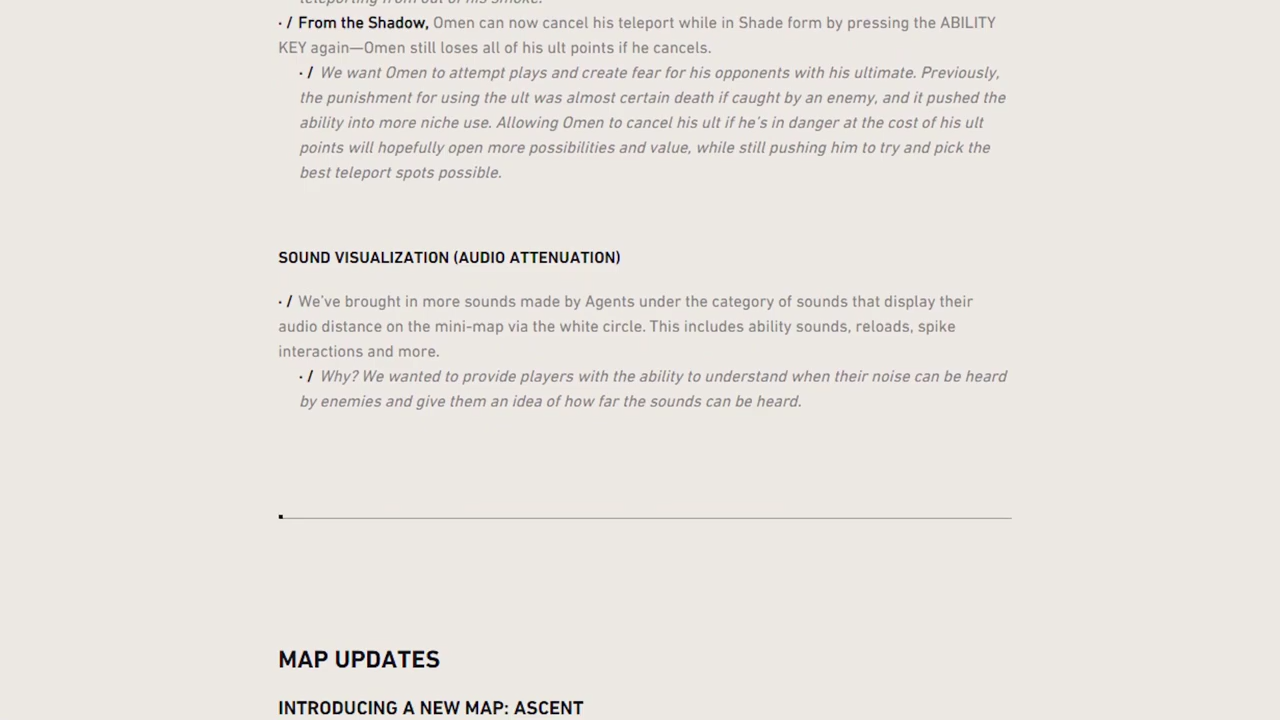 teleporting from out of his smoke.
· / From the Shadow, Omen can now cancel his teleport while in Shade form by pressing the ABILITY
KEY again—Omen still loses all of his ult points if he cancels.
· / We want Omen to attempt plays and create fear for his opponents with his ultimate. Previously,
the punishment for using the ult was almost certain death if caught by an enemy, and it pushed the
ability into more niche use. Allowing Omen to cancel his ult if he's in danger at the cost of his ult
points will hopefully open more possibilities and value, while still pushing him to try and pick the
best teleport spots possible.
SOUND VISUALIZATION (AUDIO ATTENUATION)
· / We've brought in more sounds made by Agents under the category of sounds that display their
audio distance on the mini-map via the white circle. This includes ability sounds, reloads, spike
interactions and more.
· / Why? We wanted to provide players with the ability to understand when their noise can be heard
by enemies and give them an idea of how far the sounds can be heard.
MAP UPDATES
INTRODUCING A NEW MAP: ASCENT